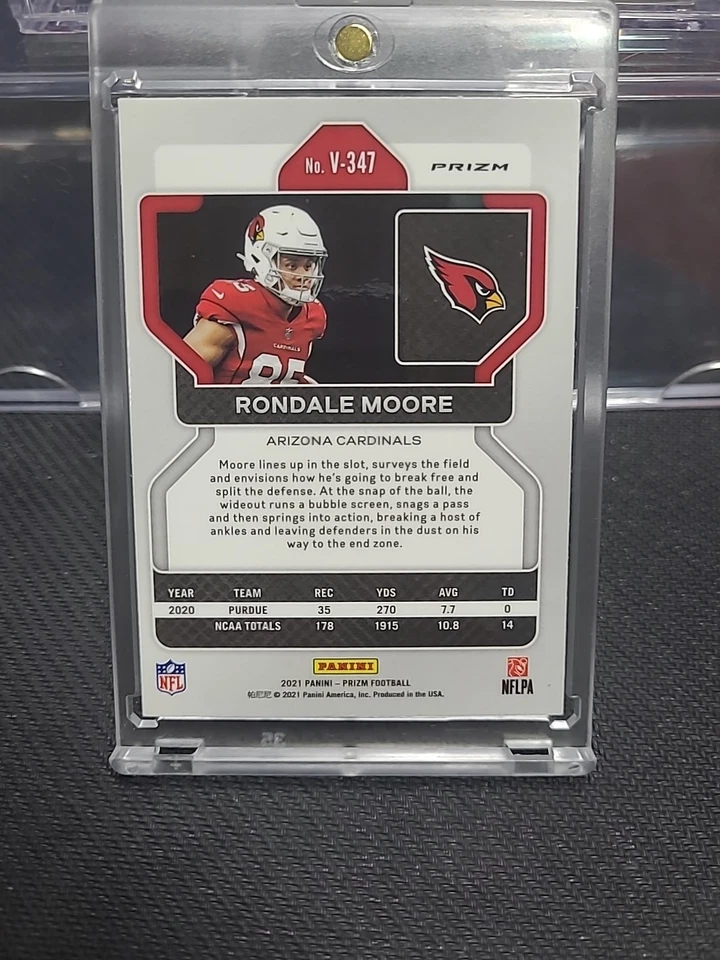 No. V-347
PRIZM
CARDINALS
85
RONDALE MOORE
ARIZONA CARDINALS
Moore lines up in the slot, surveys the field
and envisions how he's going to break free and
split the defense. At the snap of the ball, the
wideout runs a bubble screen, snags a pass
and then springs into action, breaking a host of
ankles and leaving defenders in the dust on his
way to the end zone.
YEAR TEAM REC YDS AVG TD
2020 PURDUE 35 270 7.7 0
NCAA TOTALS 178 1915 10.8 14
PANINI
NFL
2021 PANINI – PRIZM FOOTBALL
NFLPA
帕尼尼 © 2021 Panini America, Inc. Produced in the USA.